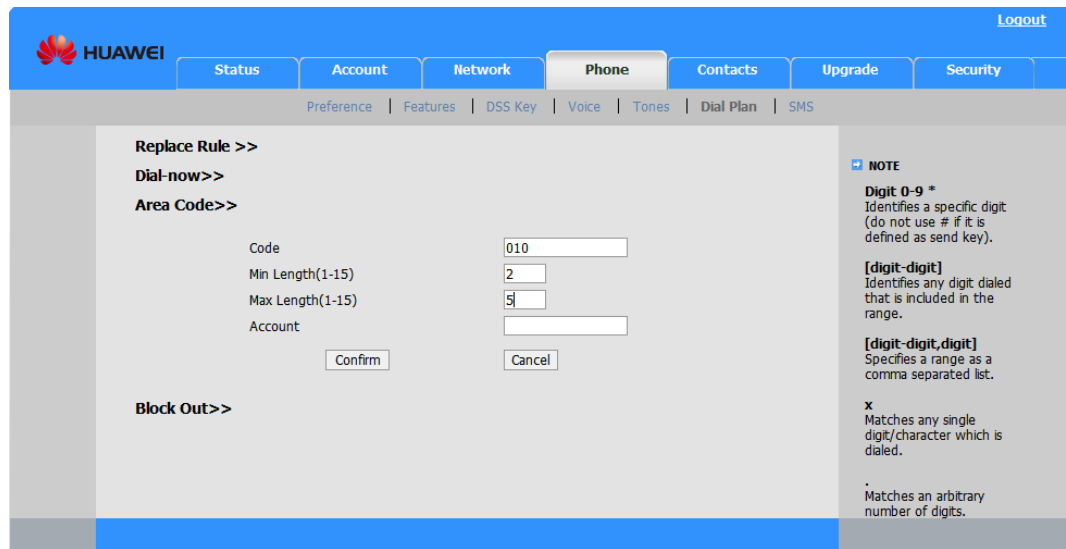 Logout
HUAWEI
Status Account Network Phone Contacts Upgrade Security
Preference | Features | DSS Key | Voice | Tones | Dial Plan | SMS
Replace Rule >>
Dial-now>>
Area Code>>
Code 010
Min Length(1-15) 2
Max Length(1-15) 5
Account
Confirm Cancel
Block Out>>
NOTE
Digit 0-9 *
Identifies a specific digit
(do not use # if it is
defined as send key).
[digit-digit]
Identifies any digit dialed
that is included in the
range.
[digit-digit,digit]
Specifies a range as a
comma separated list.
x
Matches any single
digit/character which is
dialed.
.
Matches an arbitrary
number of digits.